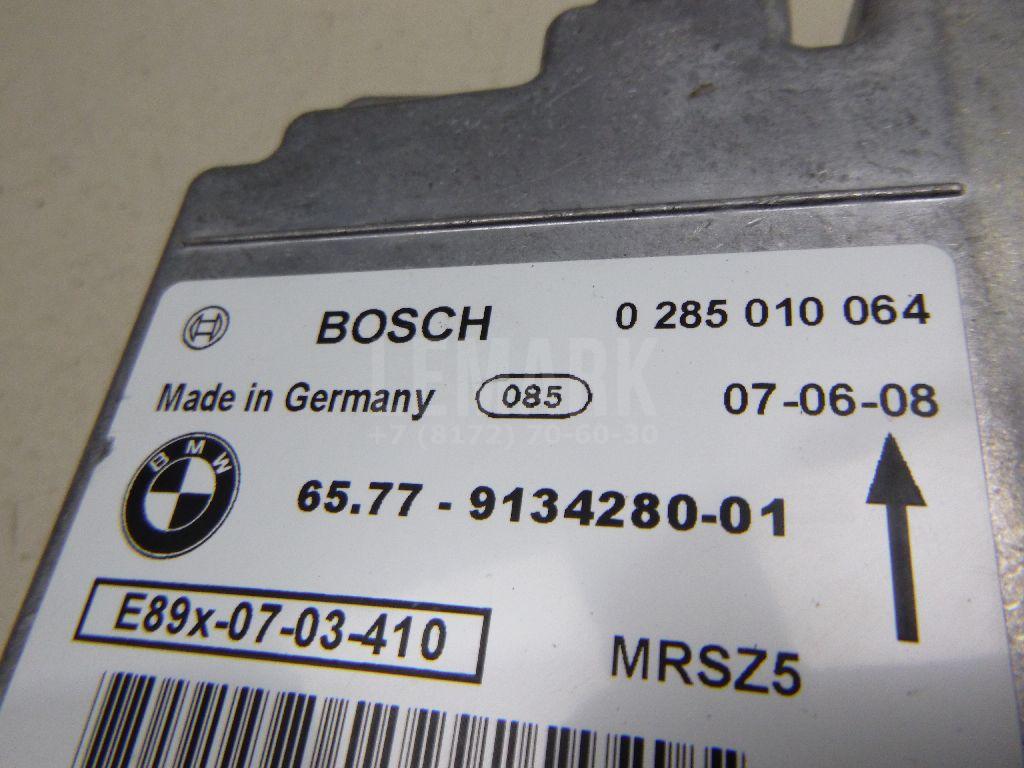 BOSCH 0 285 010 064
Made in Germany 085 07-06-08
LEMARK
+7 (8172) 70-60-30
BMW
65.77 - 9134280-01
E89x-07-03-410
MRSZ5